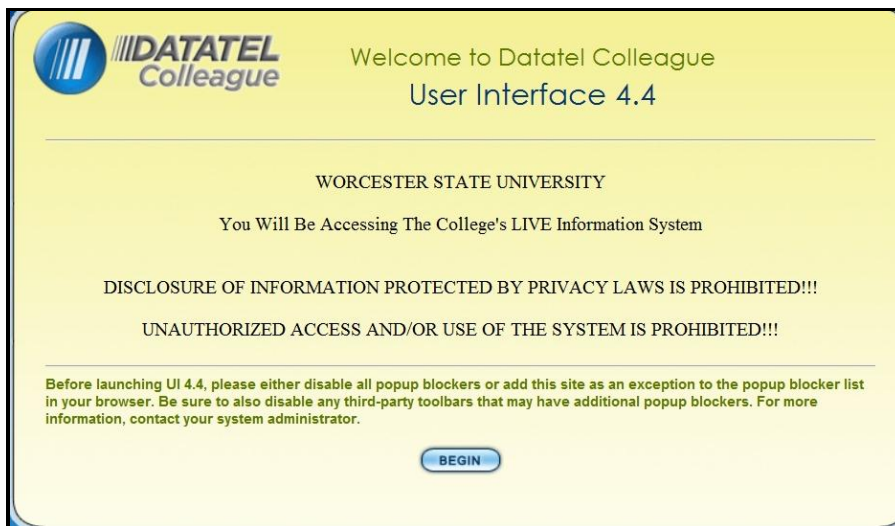 DATATEL
Colleague
Welcome to Datatel Colleague
User Interface 4.4
WORCESTER STATE UNIVERSITY
You Will Be Accessing The College's LIVE Information System
DISCLOSURE OF INFORMATION PROTECTED BY PRIVACY LAWS IS PROHIBITED!!!
UNAUTHORIZED ACCESS AND/OR USE OF THE SYSTEM IS PROHIBITED!!!
Before launching UI 4.4, please either disable all popup blockers or add this site as an exception to the popup blocker list
in your browser. Be sure to also disable any third-party toolbars that may have additional popup blockers. For more
information, contact your system administrator.
BEGIN